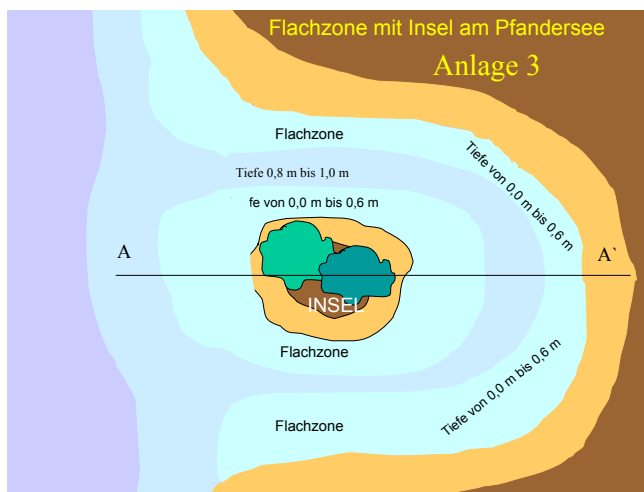 Flachzone mit Insel am Pfandersee
Anlage 3
Flachzone
Tiefe von 0,0 m bis 0,6 m
Tiefe 0,8 m bis 1,0 m
fe von 0,0 m bis 0,6 m
A
A`
INSEL
Flachzone
Tiefe von 0,0 m bis 0,6 m
Flachzone